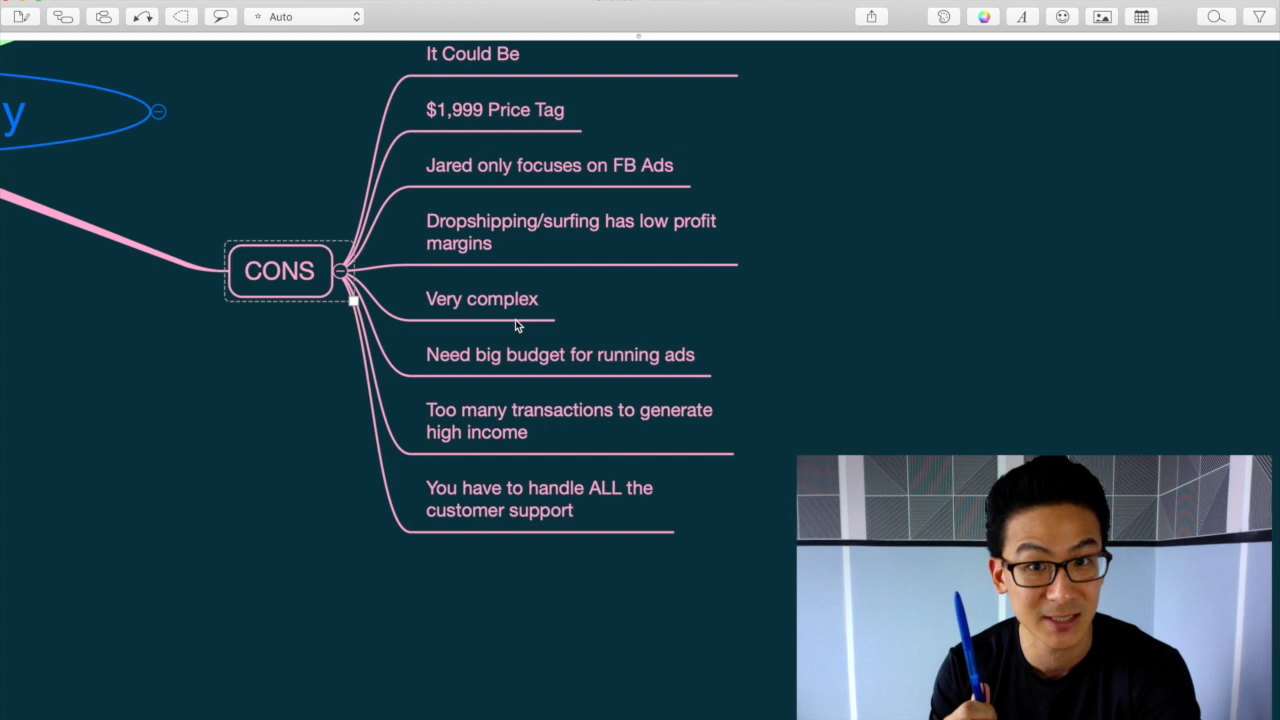 Auto
It Could Be
y
$1,999 Price Tag
Jared only focuses on FB Ads
Dropshipping/surfing has low profit
margins
CONS
Very complex
Need big budget for running ads
Too many transactions to generate
high income
You have to handle ALL the
customer support